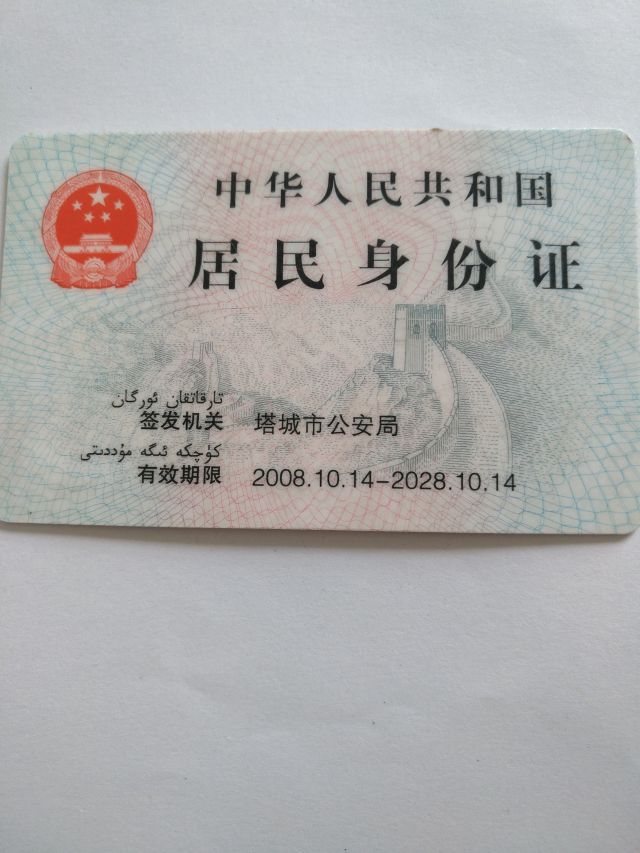 中华人民共和国
居民身份证
تارقاتقان ئورگان
签发机关 塔城市公安局
كۈچكە ئىگە مۇددىتى
有效期限 2008.10.14-2028.10.14